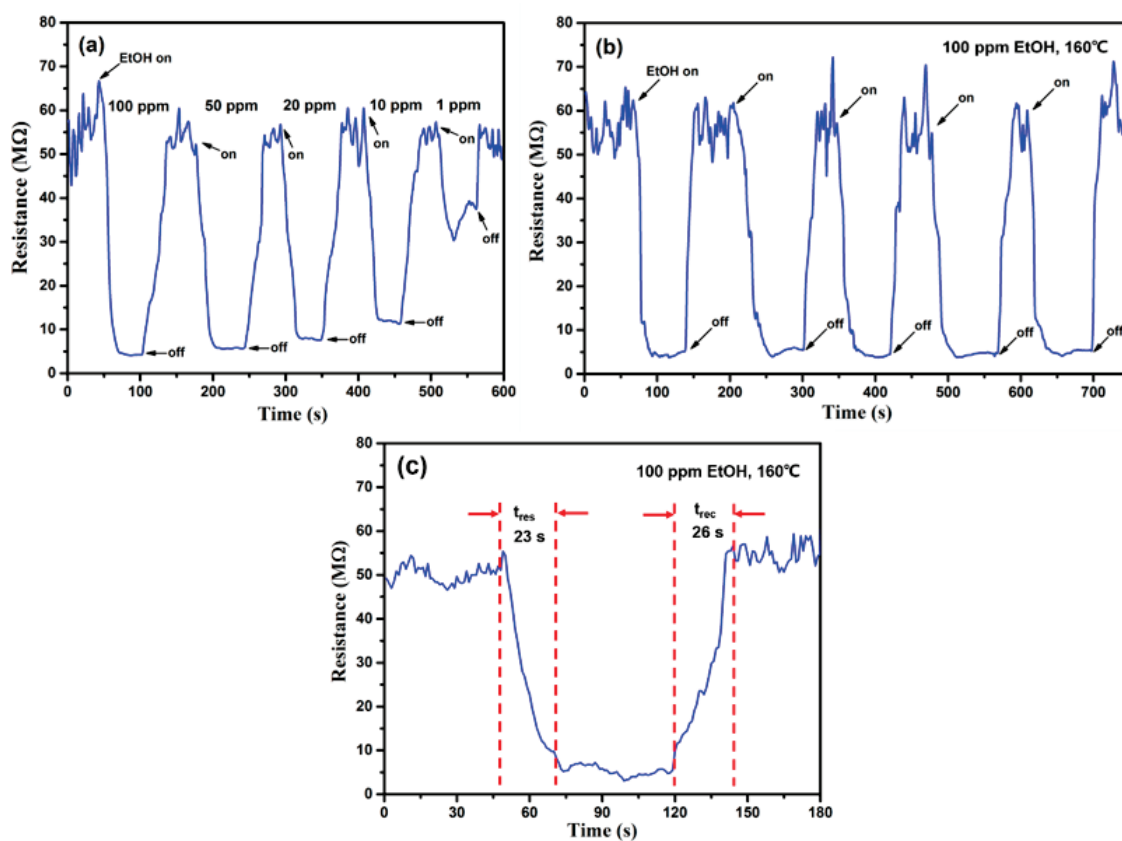 (a)
EtOH on
100 ppm 50 ppm 20 ppm 10 ppm 1 ppm
on
on
on
on
off
off
off
off
off
80
70
60
50
40
30
20
10
0
Resistance (MΩ)
0 100 200 300 400 500 600
Time (s)
(b)
100 ppm EtOH, 160℃
EtOH on
on
on
on
on
off
off
off
off
off
80
70
60
50
40
30
20
10
0
Resistance (MΩ)
0 100 200 300 400 500 600 700
Time (s)
(c)
100 ppm EtOH, 160℃
tres
23 s
trec
26 s
80
70
60
50
40
30
20
10
0
Resistance (MΩ)
0 30 60 90 120 150 180
Time (s)